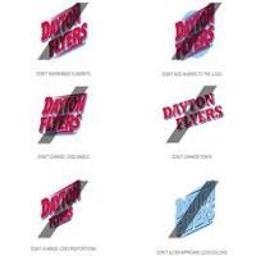 DAYTON
FLYERS
DON'T REARRANGE ELEMENTS
DAYTON
FLYERS
DON'T ADD SHAPES TO THE LOGO
DAYTON
FLYERS
DON'T CHANGE LOGO ANGLE
DAYTON
FLYERS
DON'T CHANGE FONTS
DAYTON
FLYERS
DON'T CHANGE LOGO PROPORTIONS
DON'T ALTER APPROVED LOGO COLORS